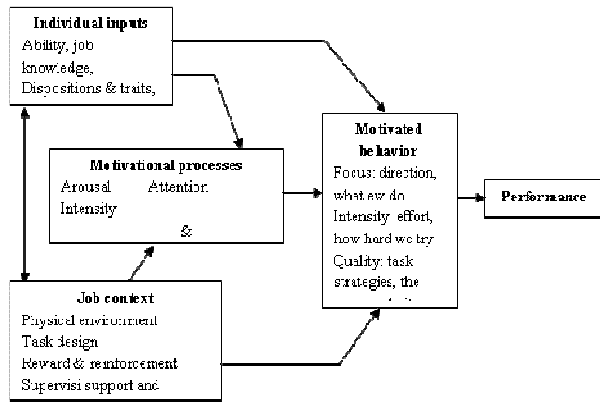 Individual inputs
Ability, job
knowledge,
Dispositions & traits,
Motivational processes
Arousal Attention
Intensity
&
Job context
Physical environment
Task design
Reward & reinforcement
Supervisi support and
Motivated
behavior
Focus: direction,
what we do
Intensity: effort,
how hard we try
Quality: task
strategies, the
Performance